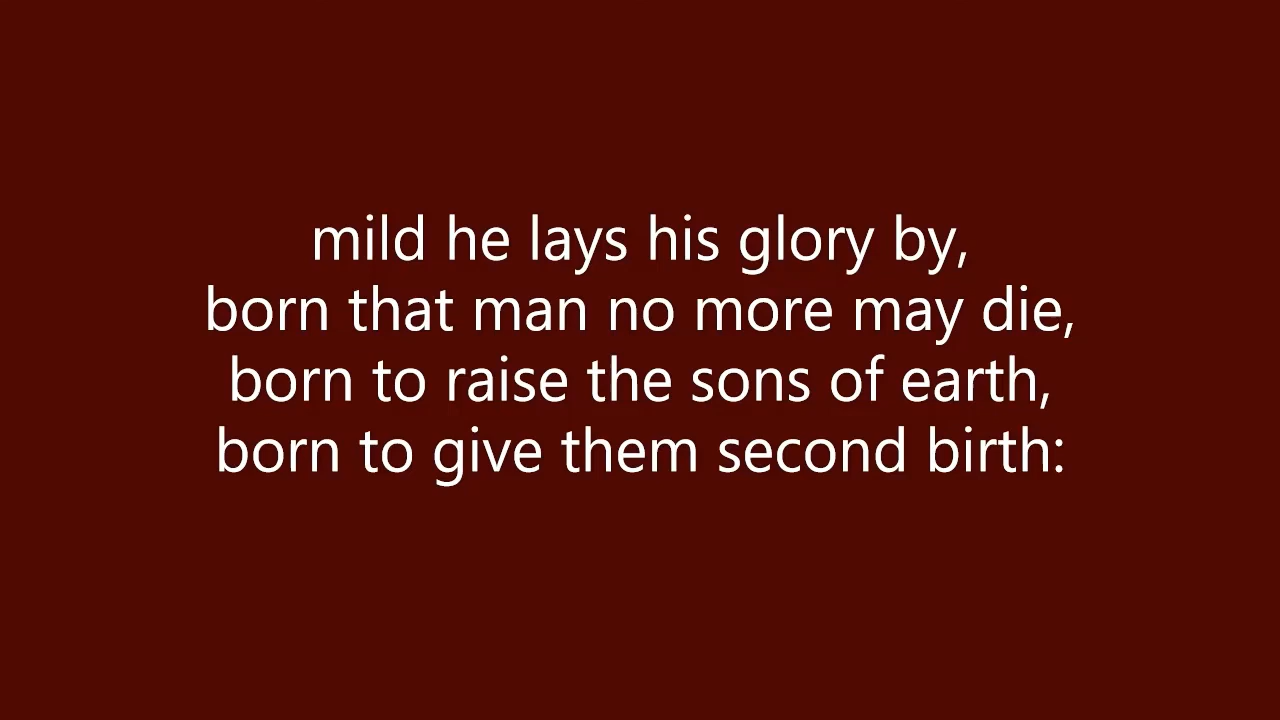 mild he lays his glory by,
born that man no more may die,
born to raise the sons of earth,
born to give them second birth: